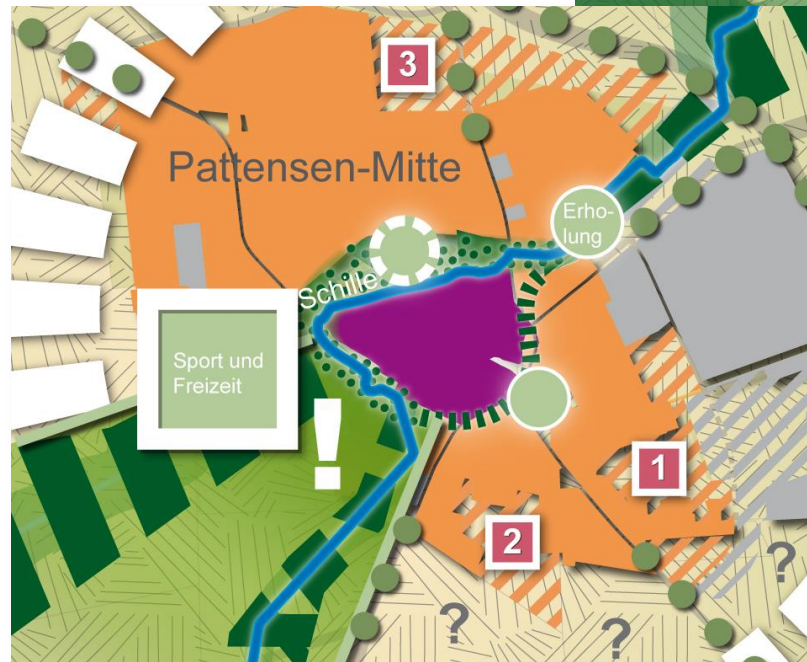 3
Pattensen-Mitte
Erho-
lung
Schille
Sport und
Freizeit
!
1
2
?
?
?